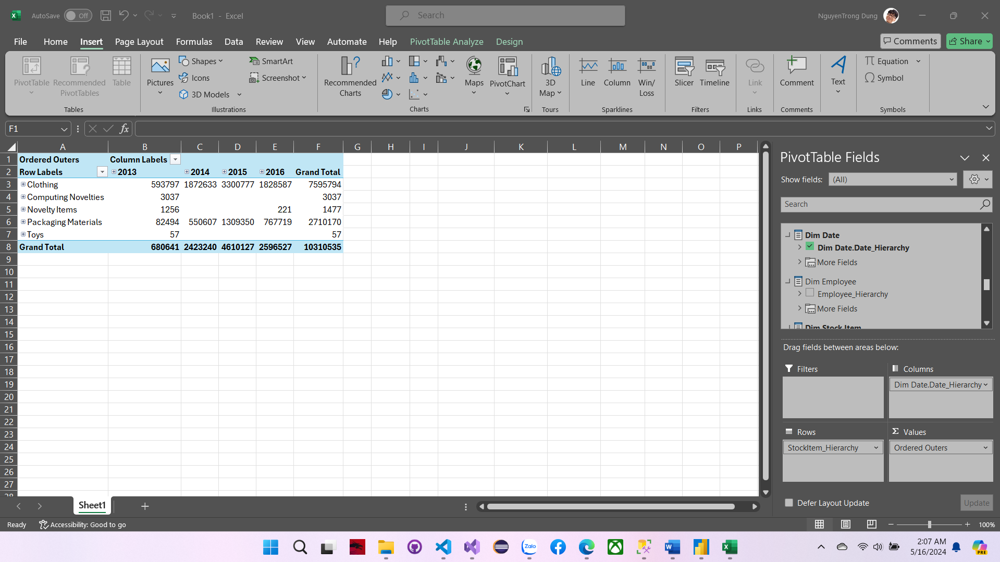 AutoSave Off Book1 - Excel Search NguyenTrong Dung
File Home Insert Page Layout Formulas Data Review View Automate Help PivotTable Analyze Design Comments Share
PivotTable
Recommended PivotTables
Table
Tables
Pictures
Shapes
Icons
3D Models
SmartArt
Screenshot
Illustrations
Recommended Charts
Maps
PivotChart
Charts
3D Map
Tours
Line
Column
Win/ Loss
Sparklines
Slicer
Timeline
Filters
Link
Links
Comment
Comments
Text
Equation
Symbol
Symbols
F1 fx
A B C D E F G H I J K L M N O P
1 Ordered Outers Column Labels
2 Row Labels 2013 2014 2015 2016 Grand Total
3 Clothing 593797 1872633 3300777 1828587 7595794
4 Computing Novelties 3037 3037
5 Novelty Items 1256 221 1477
6 Packaging Materials 82494 550607 1309350 767719 2710170
7 Toys 57 57
8 Grand Total 680641 2423240 4610127 2596527 10310535
9
10
11
12
13
14
15
16
17
18
19
20
21
22
23
24
25
26
27
28
PivotTable Fields
Show fields: (All)
Search
Dim Date
Dim Date.Date_Hierarchy
More Fields
Dim Employee
Employee_Hierarchy
More Fields
Dim Stock Item
Drag fields between areas below:
Filters
Columns
Dim Date.Date_Hierarchy
Rows
StockItem_Hierarchy
Σ Values
Ordered Outers
Defer Layout Update Update
Sheet1
Ready Accessibility: Good to go 100%
Zalo
PRE
2:07 AM
5/16/2024